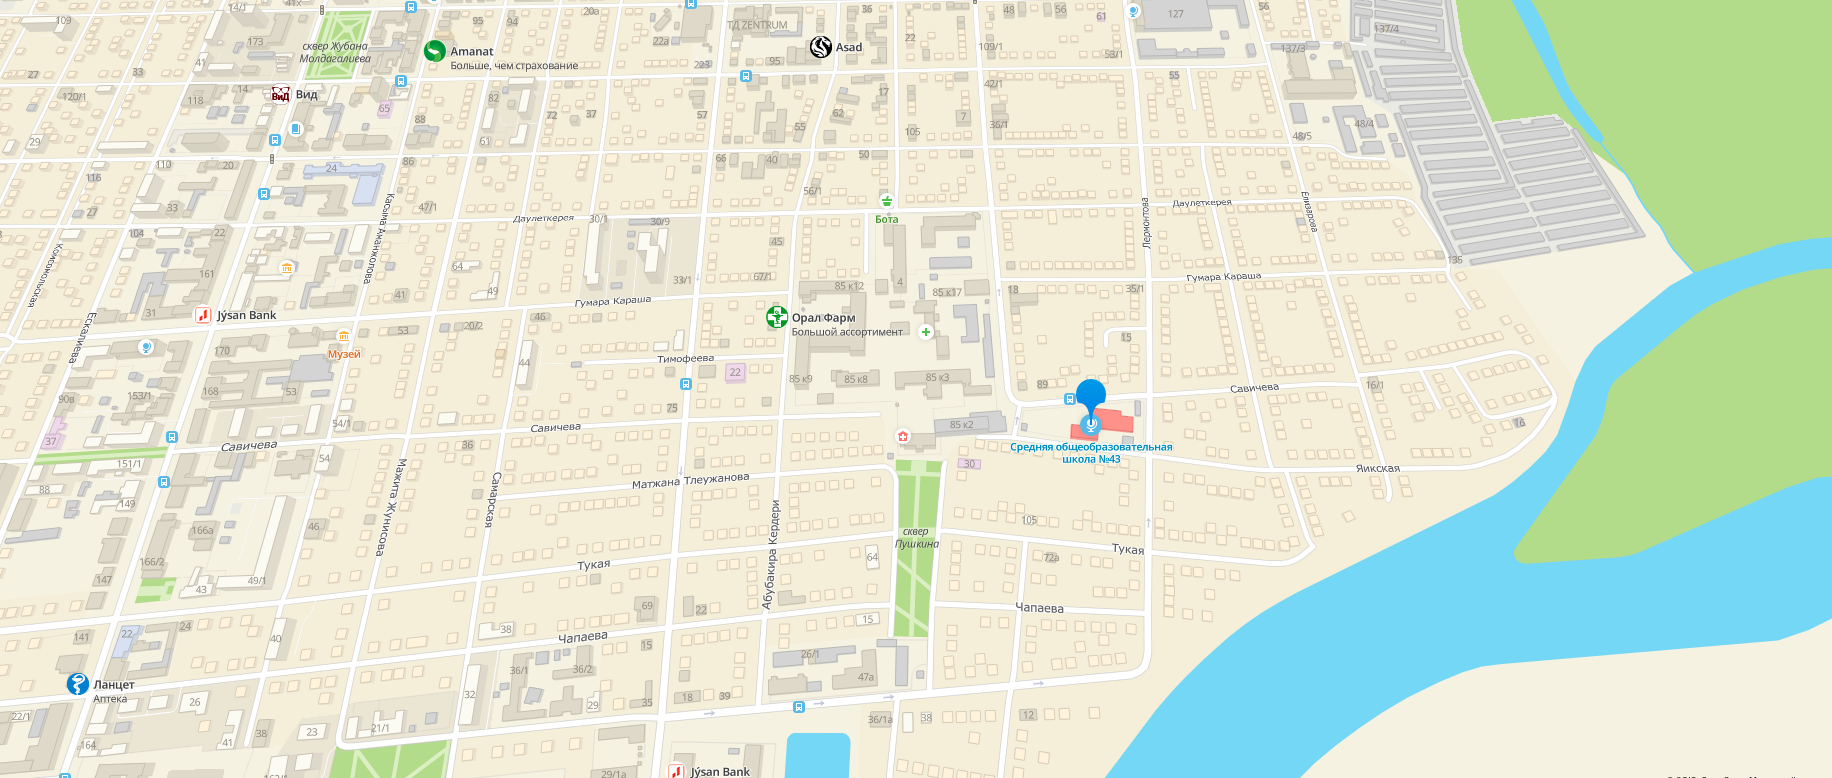 14/1
41х
95
93
20а
22а
ТД ZENTRUM
36
48
56
61
127
56
137/4
109
173
41
сквер Жубана
Молдагалиева
Amanat
Больше, чем страхование
Asad
22
109/1
53/1
137/3
27
33
223
95
55
120/1
118
14
Вид
65
82
17
42/1
88
72
37
57
55
62
105
7
36/1
48/5
48/4
29
61
110
20
86
66
40
50
116
24
56/1
27
33
47/1
Касыма Аманжолова
Даулеткерея
30/1
30/9
Бота
Лермонтова
Даулеткерея
Елизарова
104
22
45
Комсомольская
161
64
33/1
67/1
4
Гумара Караша
135
49
41
Гумара Караша
85 к12
85 к17
18
35/1
31
Jýsan Bank
46
Орал Фарм
Большой ассортимент
Ескалиева
53
20/2
15
170
Музей
44
Тимофеева
22
85 к9
85 к8
85 к3
89
Савичева
16/1
168
53
90а
153/1
75
54/1
Савичева
85 к2
16
37
Савичева
36
Средняя общеобразовательная
школа №43
151/1
54
30
Яикская
88
149
Мажита Жунисова
Самарская
Матжана Тлеужанова
46
166а
Абубакира Кердери
сквер
Пушкина
105
Тукая
72а
166/2
Тукая
64
147
43
49/1
69
22
Чапаева
15
141
22
40
38
Чапаева
15
26/1
47а
Ланцет
Аптека
36/1
36/2
32
26
29
35
18
39
22/1
21/1
36/1а
38
12
164
41
38
23
29/1а
Jýsan Bank